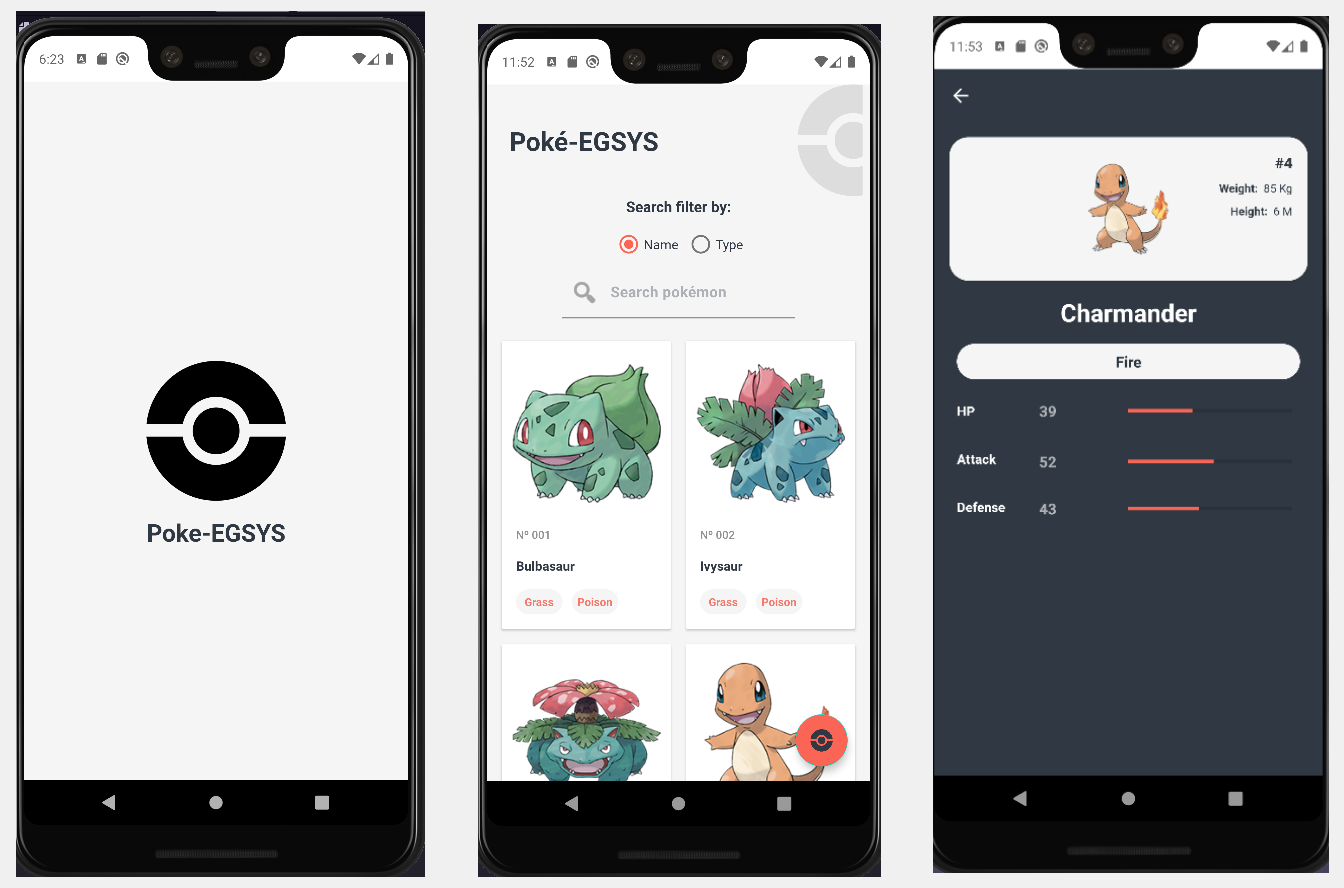 6:23
Poke-EGSYS
11:52
Poké-EGSYS
Search filter by:
Name Type
Search pokémon
Nº 001
Bulbasaur
Grass Poison
Nº 002
Ivysaur
Grass Poison
11:53
#4
Weight: 85 Kg
Height: 6 M
Charmander
Fire
HP 39
Attack 52
Defense 43